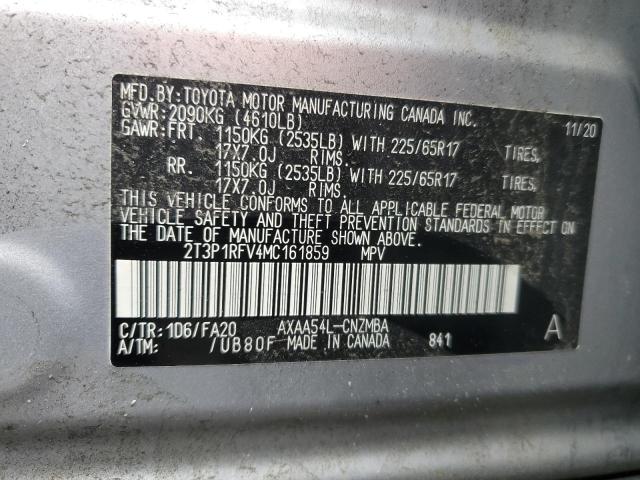 MFD. BY: TOYOTA MOTOR MANUFACTURING CANADA INC.
GVWR: 2090KG (4610LB) 11/20
GAWR: FRT. 1150KG (2535LB) WITH 225/65R17 TIRES,
17X7.0J RIMS.
RR. 1150KG (2535LB) WITH 225/65R17 TIRES,
17X7.0J RIMS.
THIS VEHICLE CONFORMS TO ALL APPLICABLE FEDERAL MOTOR
VEHICLE SAFETY AND THEFT PREVENTION STANDARDS IN EFFECT ON
THE DATE OF MANUFACTURE SHOWN ABOVE.
2T3P1RFV4MC161859 MPV
C/TR: 1D6/FA20 AXAA54L-CNZMBA A
A/TM: /UB80F MADE IN CANADA 841